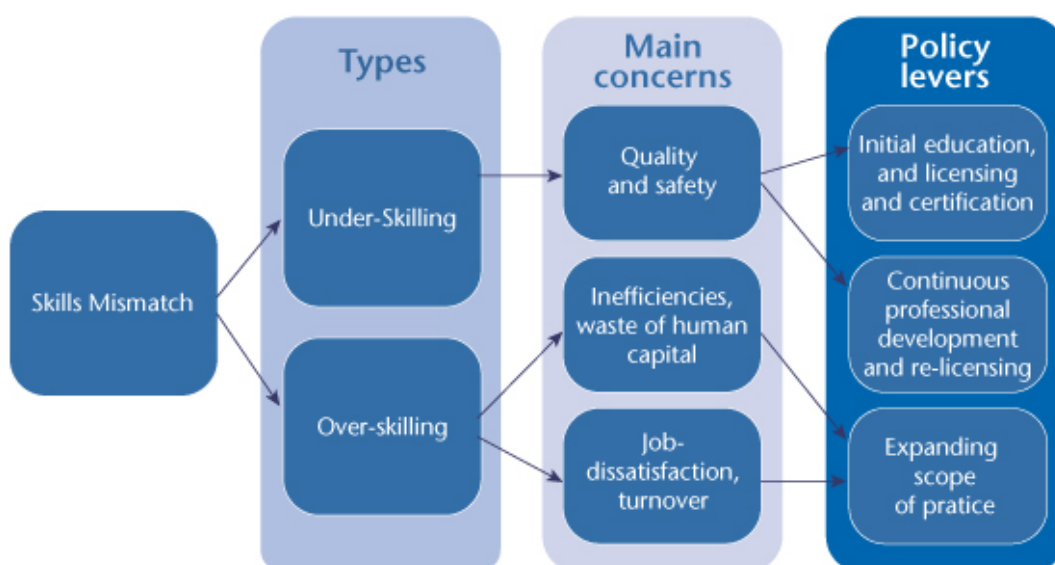 Types
Main
concerns
Policy
levers
Skills Mismatch
Under-Skilling
Over-skilling
Quality
and safety
Inefficiencies,
waste of human
capital
Job-
dissatisfaction,
turnover
Initial education,
and licensing
and certification
Continuous
professional
development
and re-licensing
Expanding
scope
of pratice